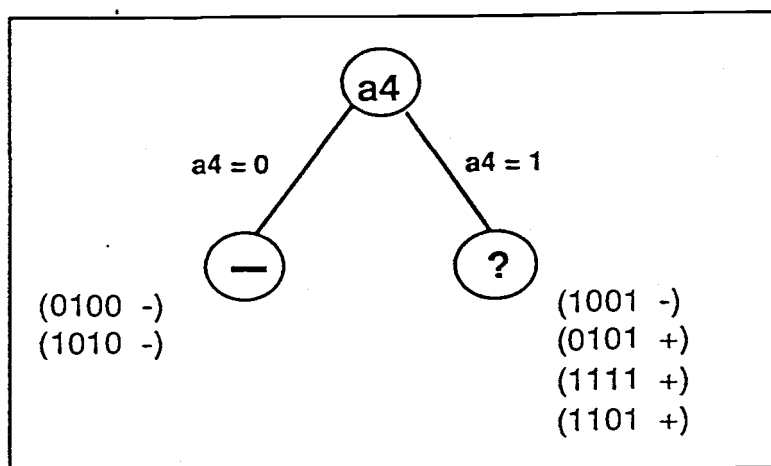 a4
a4 = 0
a4 = 1
—
?
(0100 -)
(1010 -)
(1001 -)
(0101 +)
(1111 +)
(1101 +)